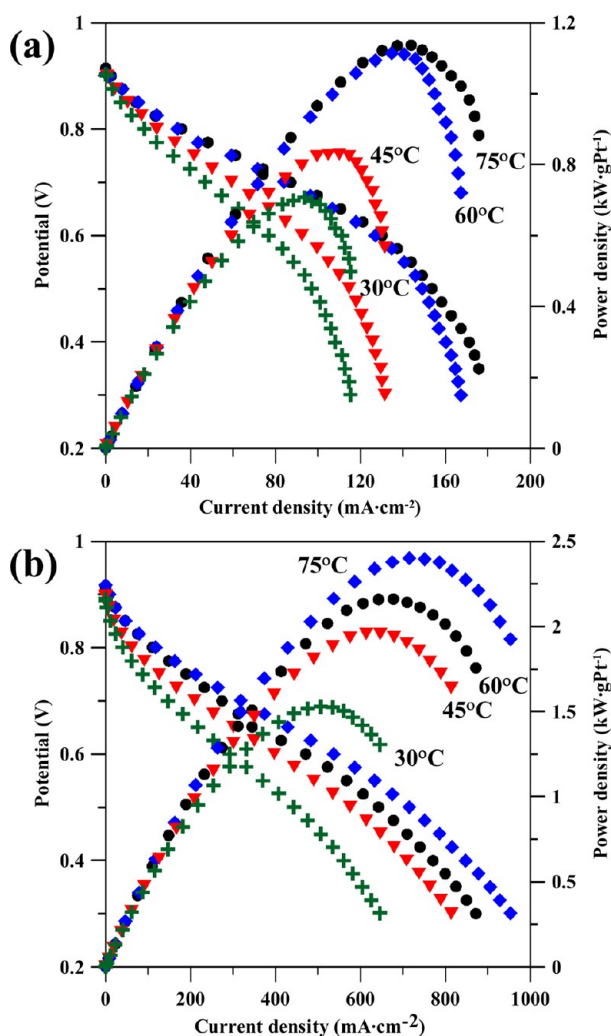 (a)
1
0.8
0.6
0.4
0.2
Potential (V)
1.2
0.8
0.4
0
Power density (kW·gPt⁻¹)
75°C
45°C
60°C
30°C
0 40 80 120 160 200
Current density (mA·cm⁻²)
(b)
1
0.8
0.6
0.4
0.2
Potential (V)
2.5
2
1.5
1
0.5
0
Power density (kW·gPt⁻¹)
75°C
60°C
45°C
30°C
0 200 400 600 800 1000
Current density (mA·cm⁻²)